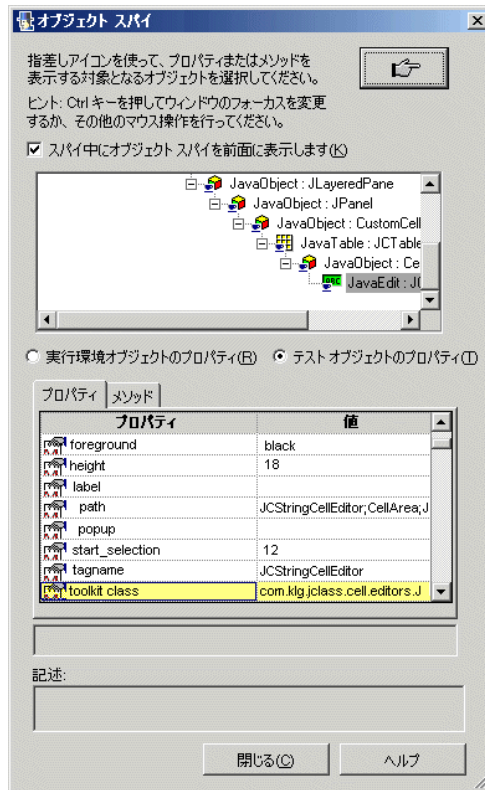 オブジェクト スパイ
指差しアイコンを使って、プロパティまたはメソッドを
表示する対象となるオブジェクトを選択してください。
ヒント: Ctrl キーを押してウィンドウのフォーカスを変更
するか、その他のマウス操作を行ってください。
スパイ中にオブジェクト スパイを前面に表示します(K)
JavaObject : JLayeredPane
JavaObject : JPanel
JavaObject : CustomCell
JavaTable : JCTable
JavaObject : Ce
JavaEdit : J
実行環境オブジェクトのプロパティ(R) テスト オブジェクトのプロパティ(T)
プロパティ メソッド
プロパティ 値
foreground black
height 18
label
path JCStringCellEditor;CellArea;J
popup
start_selection 12
tagname JCStringCellEditor
toolkit class com.klg.jclass.cell.editors.J
記述:
閉じる(C) ヘルプ